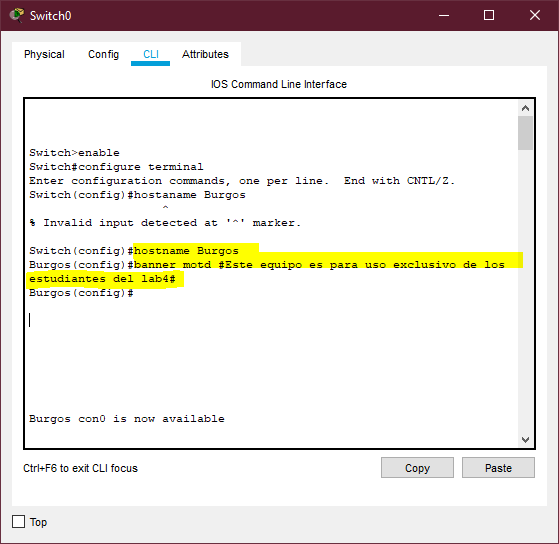 Switch0
Physical Config CLI Attributes
IOS Command Line Interface
Switch>enable
Switch#configure terminal
Enter configuration commands, one per line.  End with CNTL/Z.
Switch(config)#hostaname Burgos
                    ^
% Invalid input detected at '^' marker.
Switch(config)#hostname Burgos
Burgos(config)#banner motd #Este equipo es para uso exclusivo de los
estudiantes del lab4#
Burgos(config)#
Burgos con0 is now available
Ctrl+F6 to exit CLI focus Copy Paste
Top